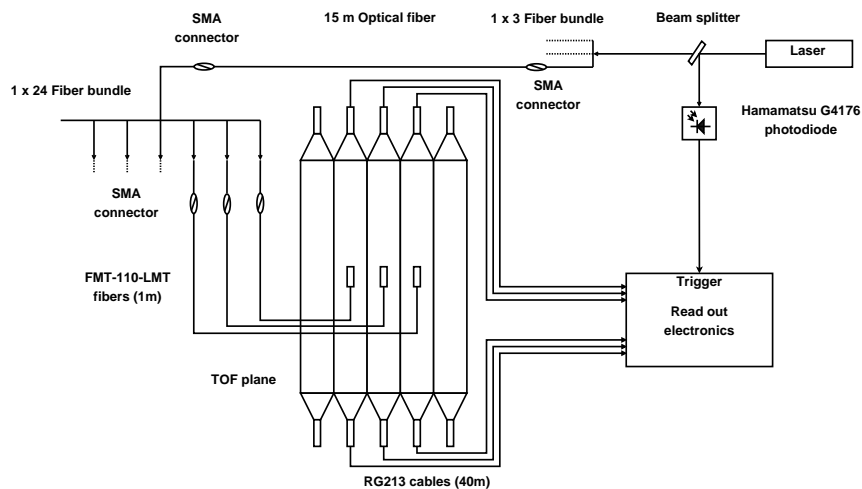 SMA
connector
15 m Optical fiber
1 x 3 Fiber bundle
Beam splitter
Laser
SMA
connector
1 x 24 Fiber bundle
Hamamatsu G4176
photodiode
SMA
connector
FMT-110-LMT
fibers (1m)
Trigger
Read out
electronics
TOF plane
RG213 cables (40m)